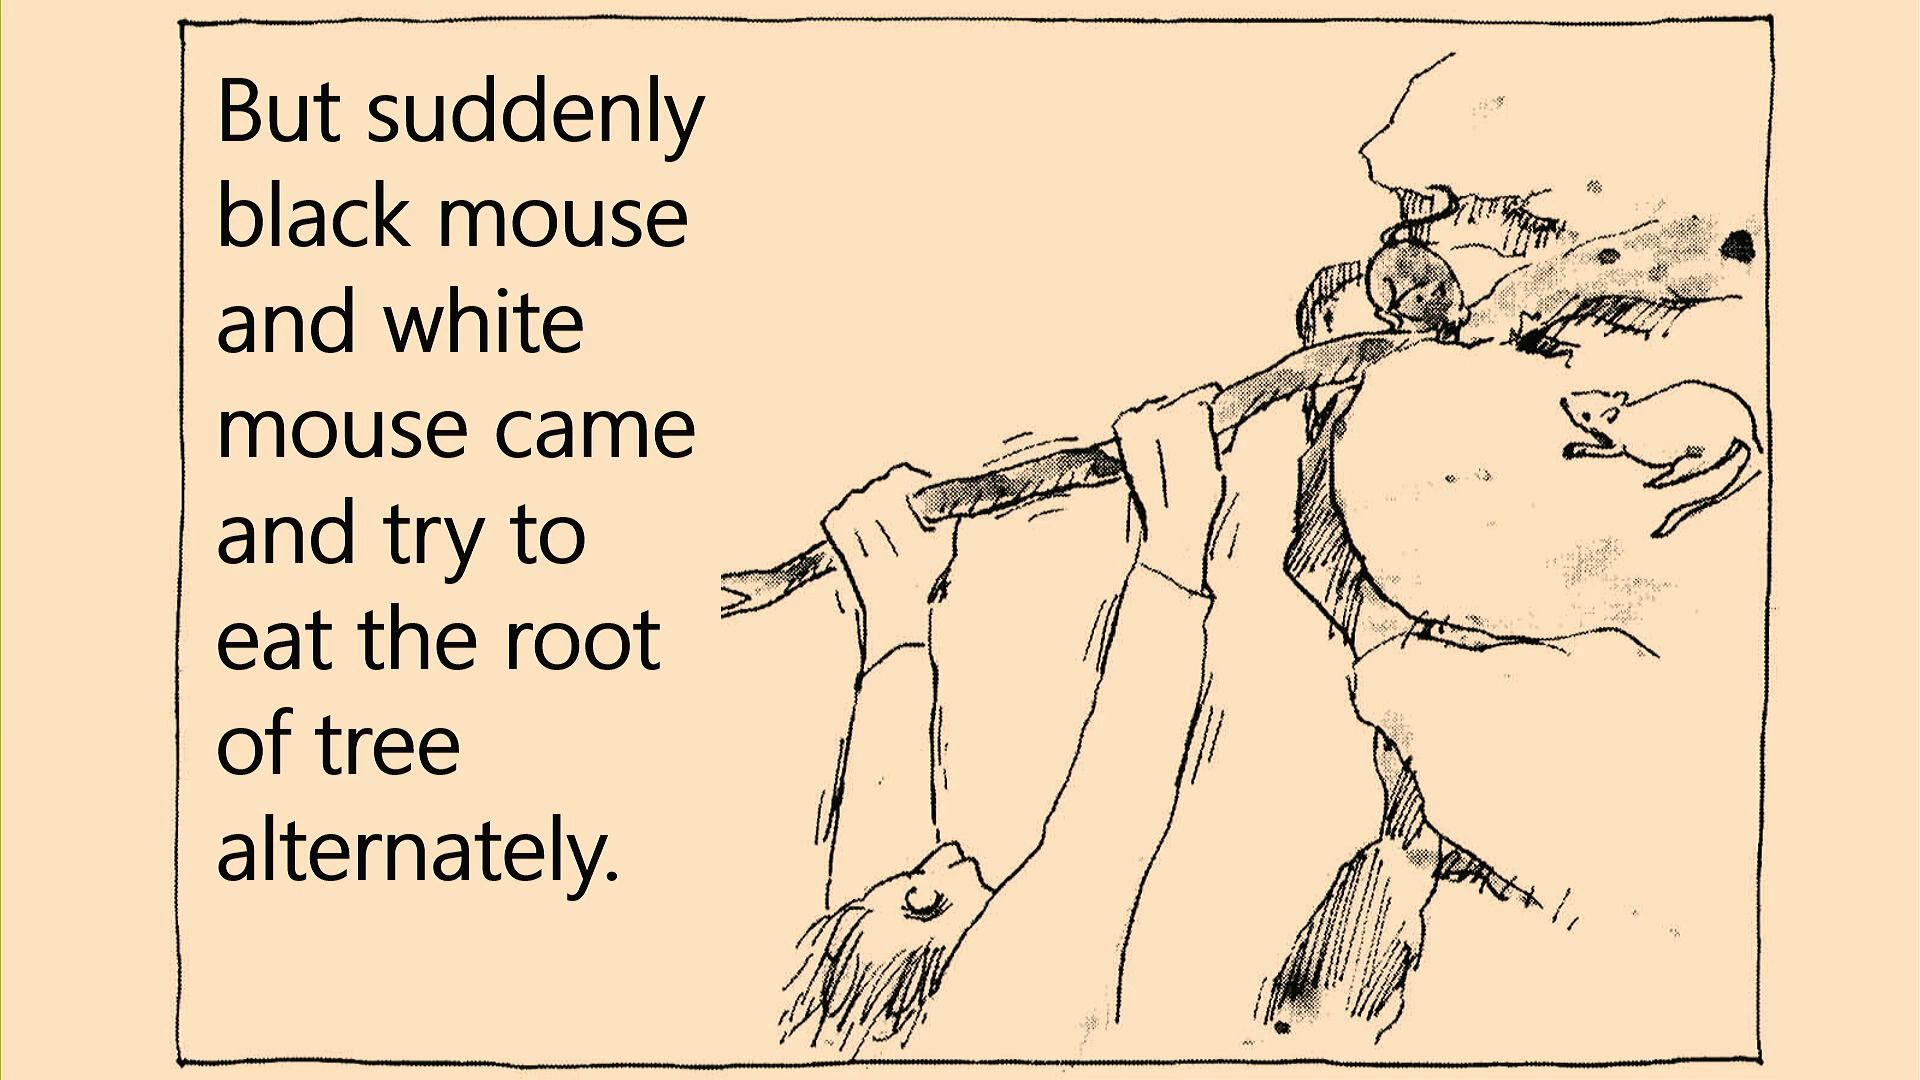 But suddenly
black mouse
and white
mouse came
and try to
eat the root
of tree
alternately.